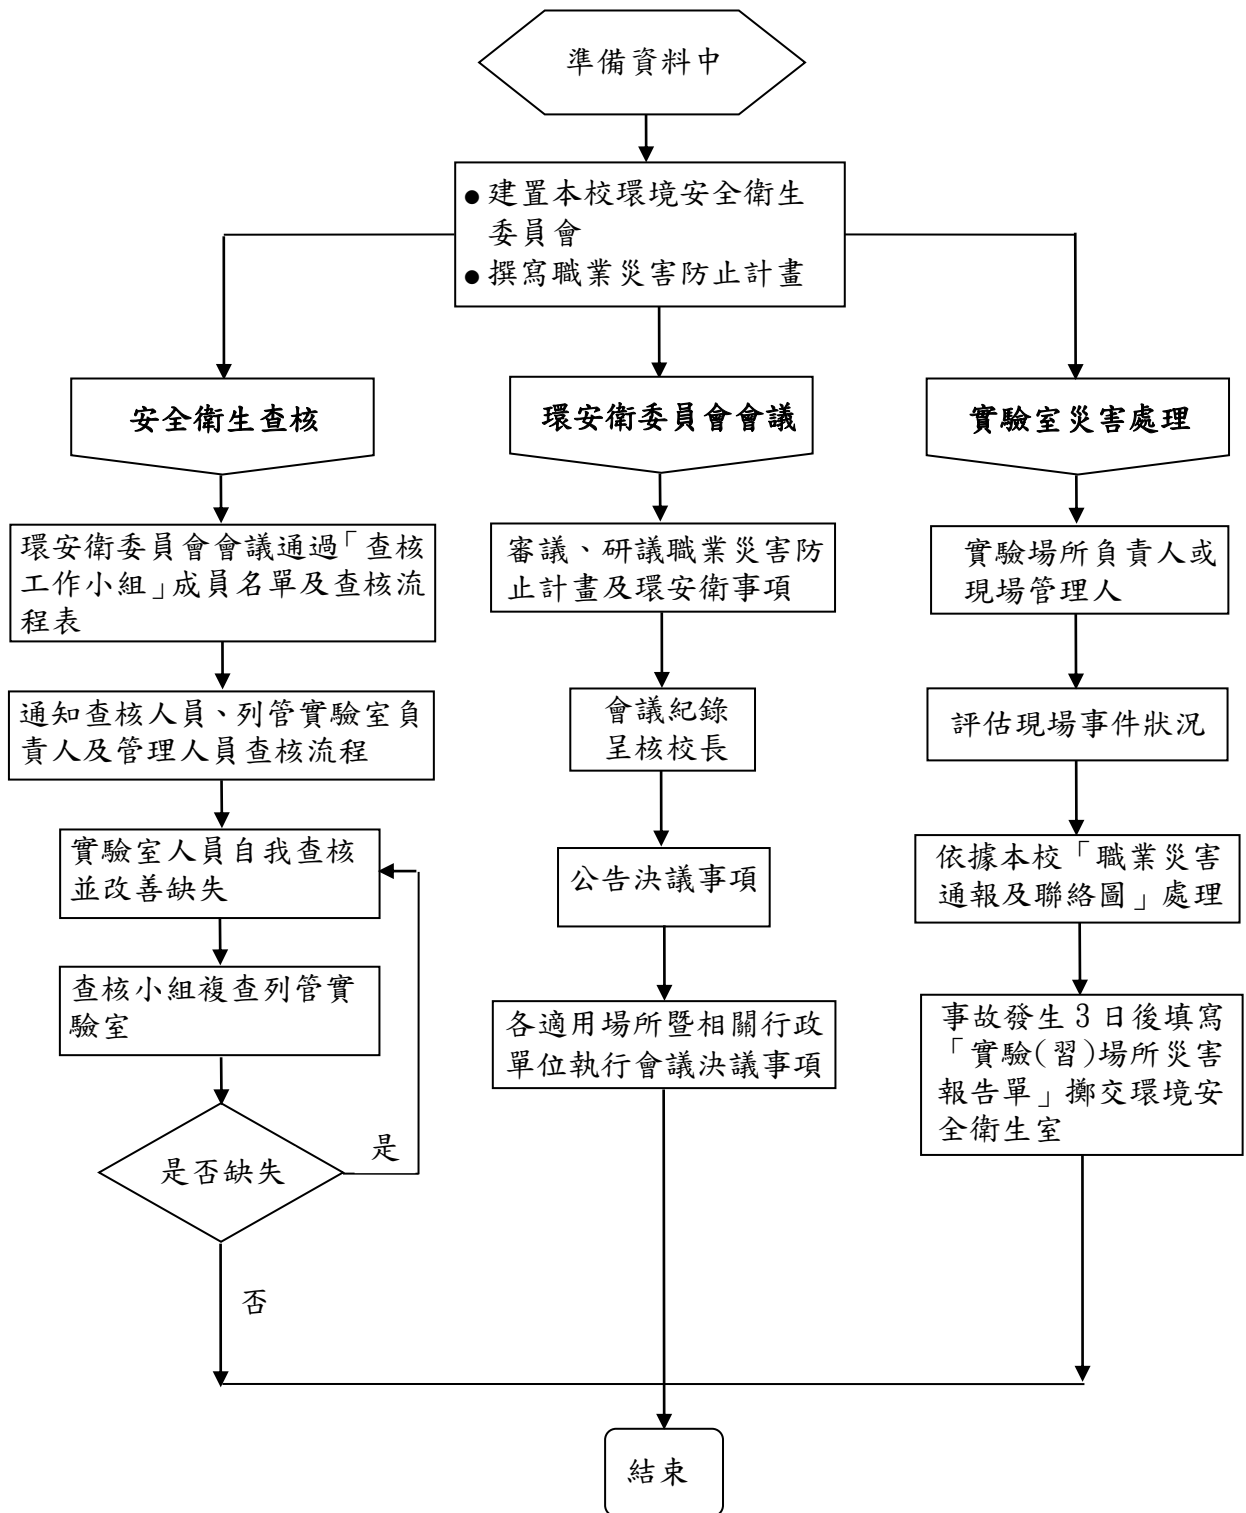 準備資料中
●建置本校環境安全衛生
委員會
●撰寫職業災害防止計畫
安全衛生查核
環安衛委員會會議通過「查核
工作小組」成員名單及查核流
程表
通知查核人員、列管實驗室負
責人及管理人員查核流程
實驗室人員自我查核
並改善缺失
查核小組複查列管實
驗室
是否缺失
是
否
環安衛委員會會議
審議、研議職業災害防
止計畫及環安衛事項
會議紀錄
呈核校長
公告決議事項
各適用場所暨相關行政
單位執行會議決議事項
實驗室災害處理
實驗場所負責人或
現場管理人
評估現場事件狀況
依據本校「職業災害
通報及聯絡圖」處理
事故發生 3 日後填寫
「實驗(習)場所災害
報告單」擲交環境安
全衛生室
結束